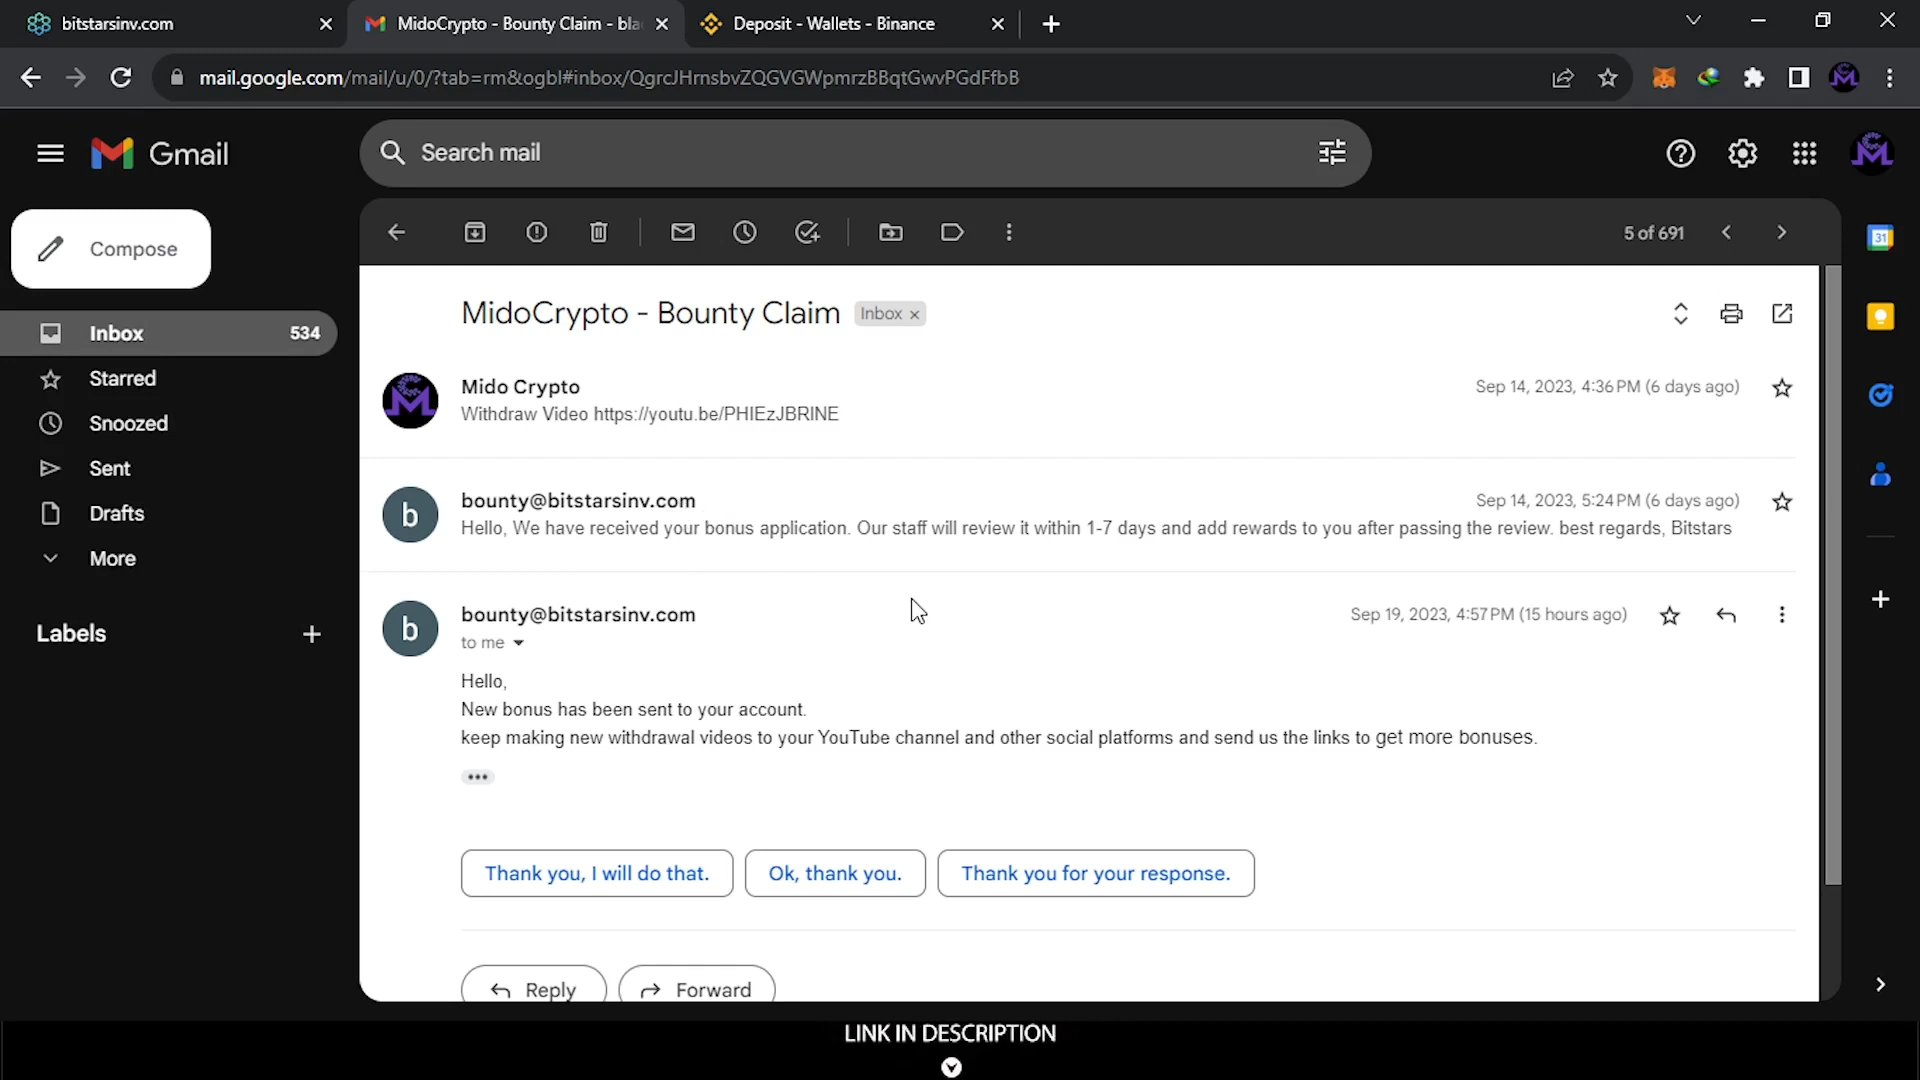 bitstarsinv.com
MidoCrypto - Bounty Claim - bla
Deposit - Wallets - Binance
mail.google.com/mail/u/0/?tab=rm&ogbl#inbox/QgrcJHrnsbvZQGVGWpmrzBBqtGwvPGdFfbB
Gmail
Search mail
Compose
5 of 691
31
Inbox 534
Starred
Snoozed
Sent
Drafts
More
Labels
MidoCrypto - Bounty Claim Inbox ×
Mido Crypto Sep 14, 2023, 4:36 PM (6 days ago)
Withdraw Video https://youtu.be/PHIEzJBRINE
b
bounty@bitstarsinv.com Sep 14, 2023, 5:24 PM (6 days ago)
Hello, We have received your bonus application. Our staff will review it within 1-7 days and add rewards to you after passing the review. best regards, Bitstars
b
bounty@bitstarsinv.com Sep 19, 2023, 4:57 PM (15 hours ago)
to me
Hello,
New bonus has been sent to your account.
keep making new withdrawal videos to your YouTube channel and other social platforms and send us the links to get more bonuses.
Thank you, I will do that. Ok, thank you. Thank you for your response.
Reply Forward
LINK IN DESCRIPTION